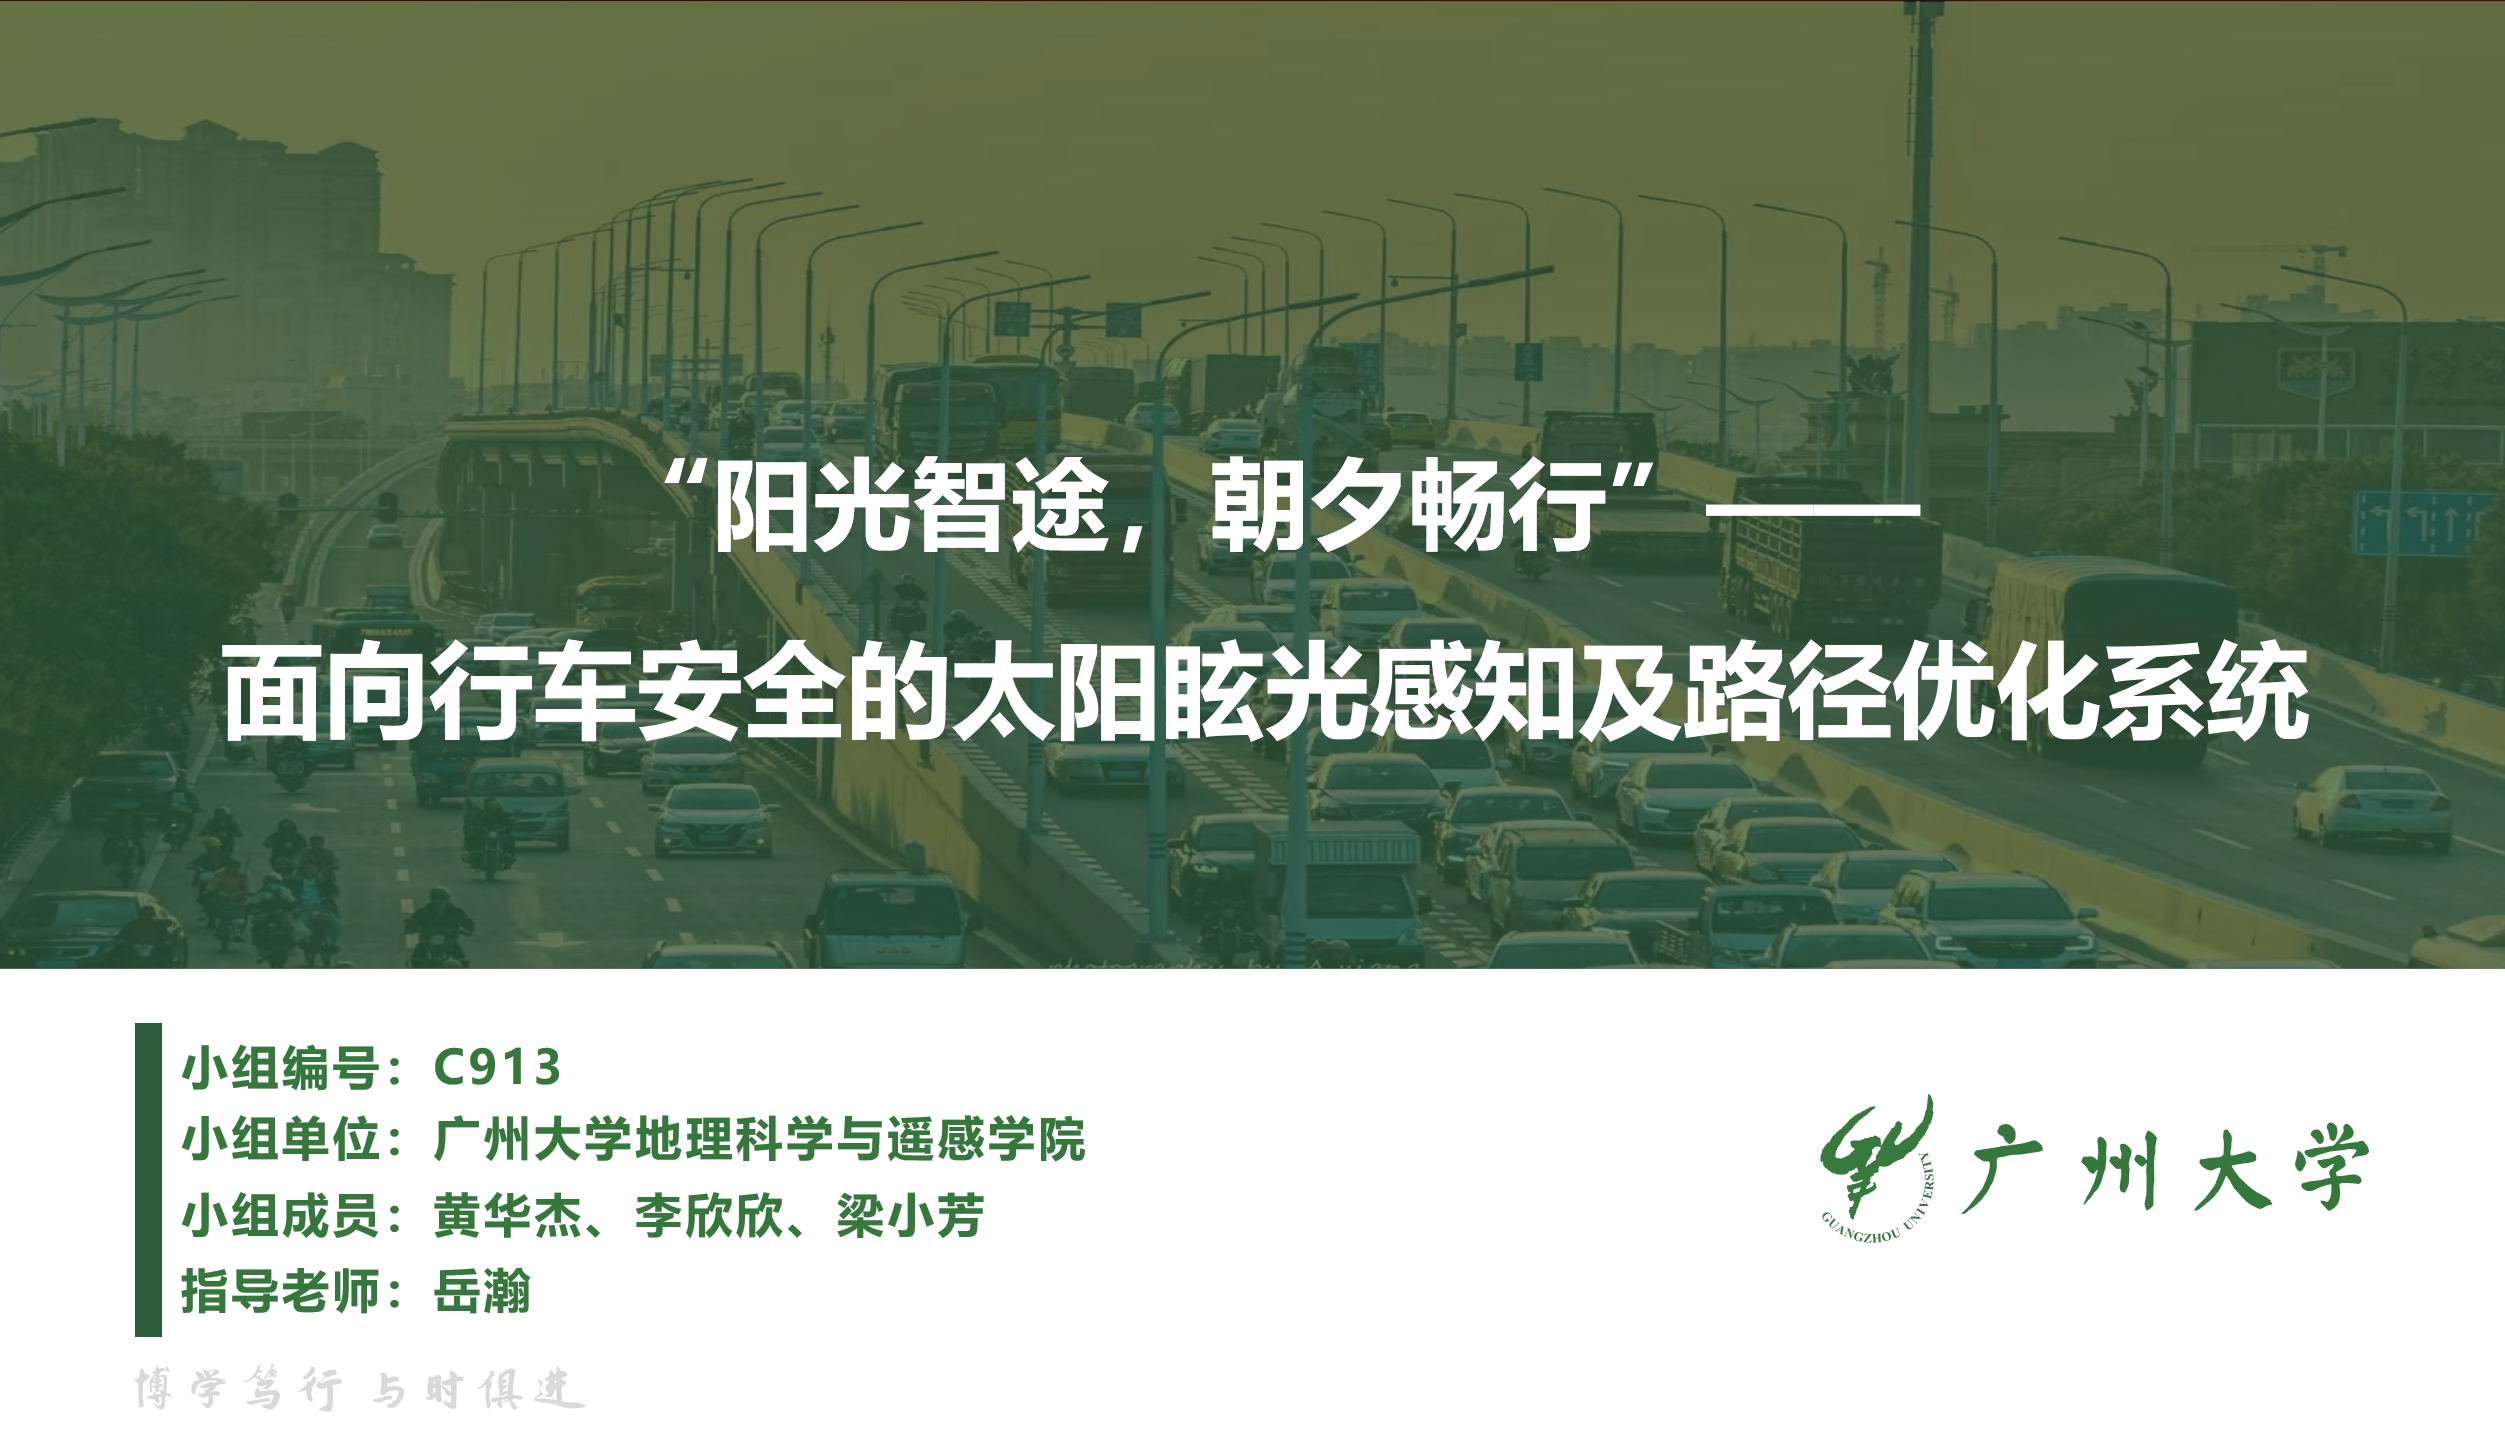 “阳光智途，朝夕畅行”——
面向行车安全的太阳眩光感知及路径优化系统
小组编号：C913
小组单位：广州大学地理科学与遥感学院
小组成员：黄华杰、李欣欣、梁小芳
指导老师：岳瀚
广州大学
GUANGZHOU UNIVERSITY
博学笃行 与时俱进